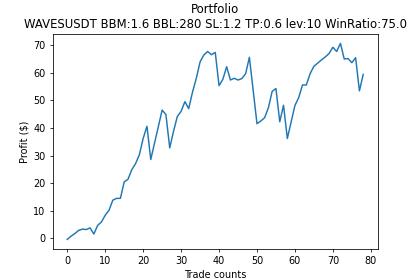 Portfolio
WAVESUSDT BBM:1.6 BBL:280 SL:1.2 TP:0.6 lev:10 WinRatio:75.0
70
60
50
40
30
20
10
0
Profit ($)
0 10 20 30 40 50 60 70 80
Trade counts